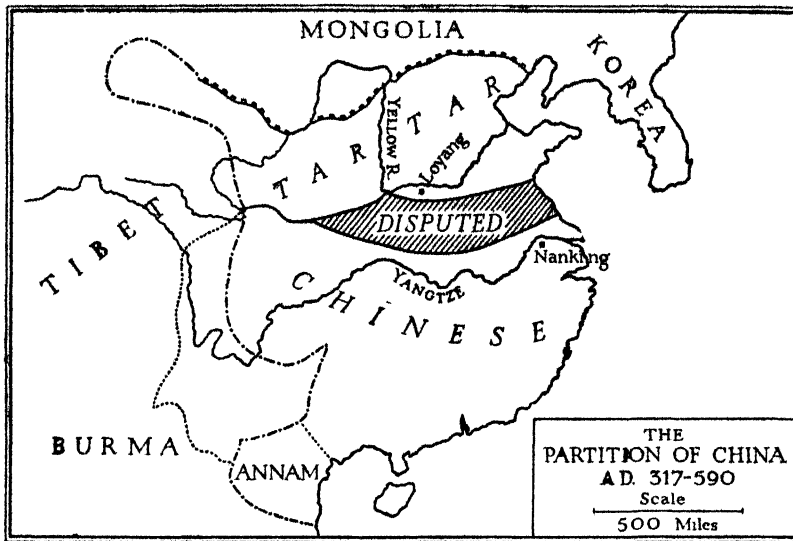 MONGOLIA
KOREA
TARTAR
YELLOW R.
Loyang
TIBET
DISPUTED
Nanking
YANGTZE
CHINESE
BURMA
ANNAM
THE
PARTITION OF CHINA
A.D. 317-590
Scale
500 Miles